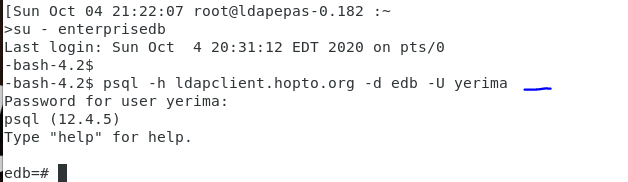 [Sun Oct 04 21:22:07 root@ldapepas-0.182 :~
>su - enterprisedb
Last login: Sun Oct  4 20:31:12 EDT 2020 on pts/0
-bash-4.2$
-bash-4.2$ psql -h ldapclient.hopto.org -d edb -U yerima
Password for user yerima:
psql (12.4.5)
Type "help" for help.

edb=#